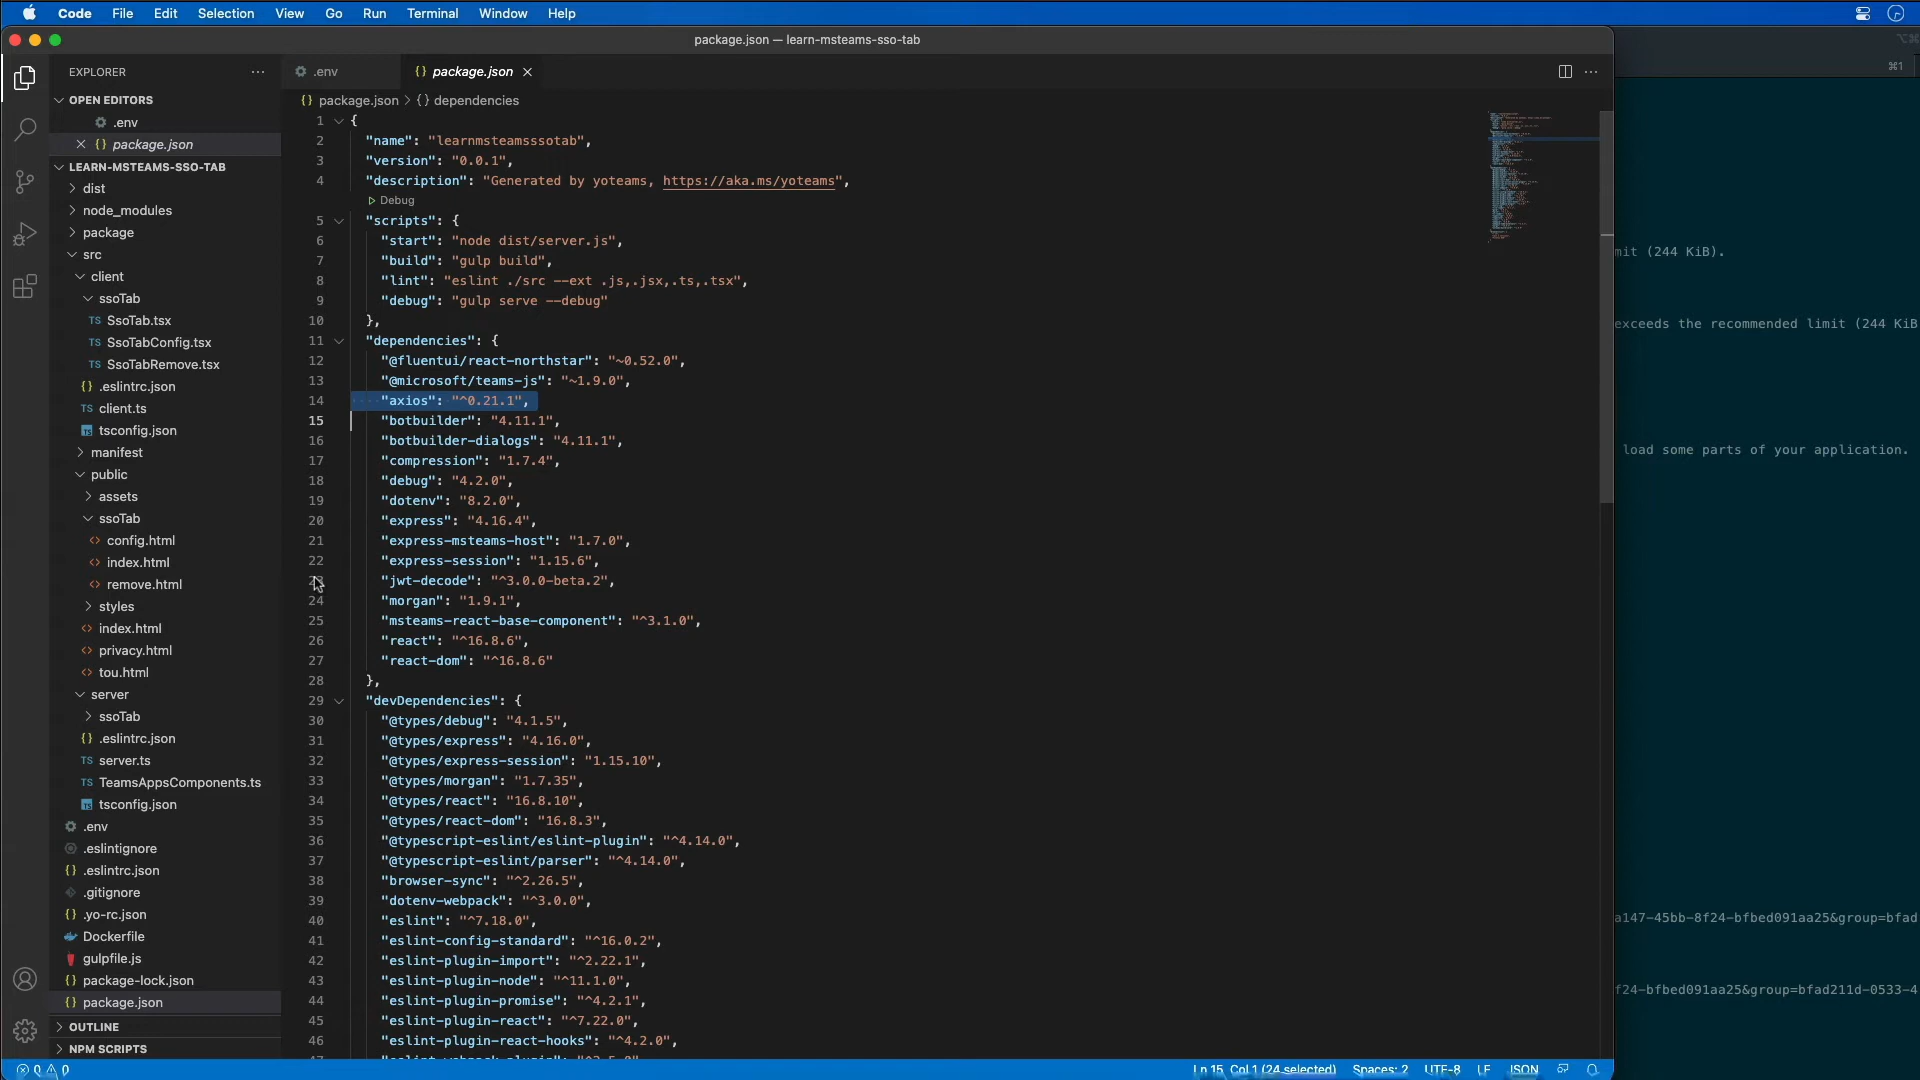 Code File Edit Selection View Go Run Terminal Window Help
package.json — learn-msteams-sso-tab
⌥⌘
⌘1
EXPLORER
OPEN EDITORS
.env
{} package.json
LEARN-MSTEAMS-SSO-TAB
dist
node_modules
package
src
client
ssoTab
TS SsoTab.tsx
TS SsoTabConfig.tsx
TS SsoTabRemove.tsx
{} .eslintrc.json
TS client.ts
tsconfig.json
manifest
public
assets
ssoTab
<> config.html
<> index.html
<> remove.html
styles
<> index.html
<> privacy.html
<> tou.html
server
ssoTab
{} .eslintrc.json
TS server.ts
TS TeamsAppsComponents.ts
tsconfig.json
.env
.eslintignore
{} .eslintrc.json
.gitignore
{} .yo-rc.json
Dockerfile
gulpfile.js
{} package-lock.json
{} package.json
OUTLINE
NPM SCRIPTS
.env
{} package.json
{} package.json > {} dependencies
1 {
2 "name": "learnmsteamsssotab",
3 "version": "0.0.1",
4 "description": "Generated by yoteams, https://aka.ms/yoteams",
Debug
5 "scripts": {
6 "start": "node dist/server.js",
7 "build": "gulp build",
8 "lint": "eslint ./src --ext .js,.jsx,.ts,.tsx",
9 "debug": "gulp serve --debug"
10 },
11 "dependencies": {
12 "@fluentui/react-northstar": "~0.52.0",
13 "@microsoft/teams-js": "~1.9.0",
14 "axios": "^0.21.1",
15 "botbuilder": "4.11.1",
16 "botbuilder-dialogs": "4.11.1",
17 "compression": "1.7.4",
18 "debug": "4.2.0",
19 "dotenv": "8.2.0",
20 "express": "4.16.4",
21 "express-msteams-host": "1.7.0",
22 "express-session": "1.15.6",
23 "jwt-decode": "^3.0.0-beta.2",
24 "morgan": "1.9.1",
25 "msteams-react-base-component": "^3.1.0",
26 "react": "^16.8.6",
27 "react-dom": "^16.8.6"
28 },
29 "devDependencies": {
30 "@types/debug": "4.1.5",
31 "@types/express": "4.16.0",
32 "@types/express-session": "1.15.10",
33 "@types/morgan": "1.7.35",
34 "@types/react": "16.8.10",
35 "@types/react-dom": "16.8.3",
36 "@typescript-eslint/eslint-plugin": "^4.14.0",
37 "@typescript-eslint/parser": "^4.14.0",
38 "browser-sync": "^2.26.5",
39 "dotenv-webpack": "^3.0.0",
40 "eslint": "^7.18.0",
41 "eslint-config-standard": "^16.0.2",
42 "eslint-plugin-import": "^2.22.1",
43 "eslint-plugin-node": "^11.1.0",
44 "eslint-plugin-promise": "^4.2.1",
45 "eslint-plugin-react": "^7.22.0",
46 "eslint-plugin-react-hooks": "^4.2.0",
mit (244 KiB).
exceeds the recommended limit (244 KiB
load some parts of your application.
a147-45bb-8f24-bfbed091aa25&group=bfad
f24-bfbed091aa25&group=bfad211d-0533-4
0 0
Ln 15, Col 1 (24 selected) Spaces: 2 UTF-8 LF JSON